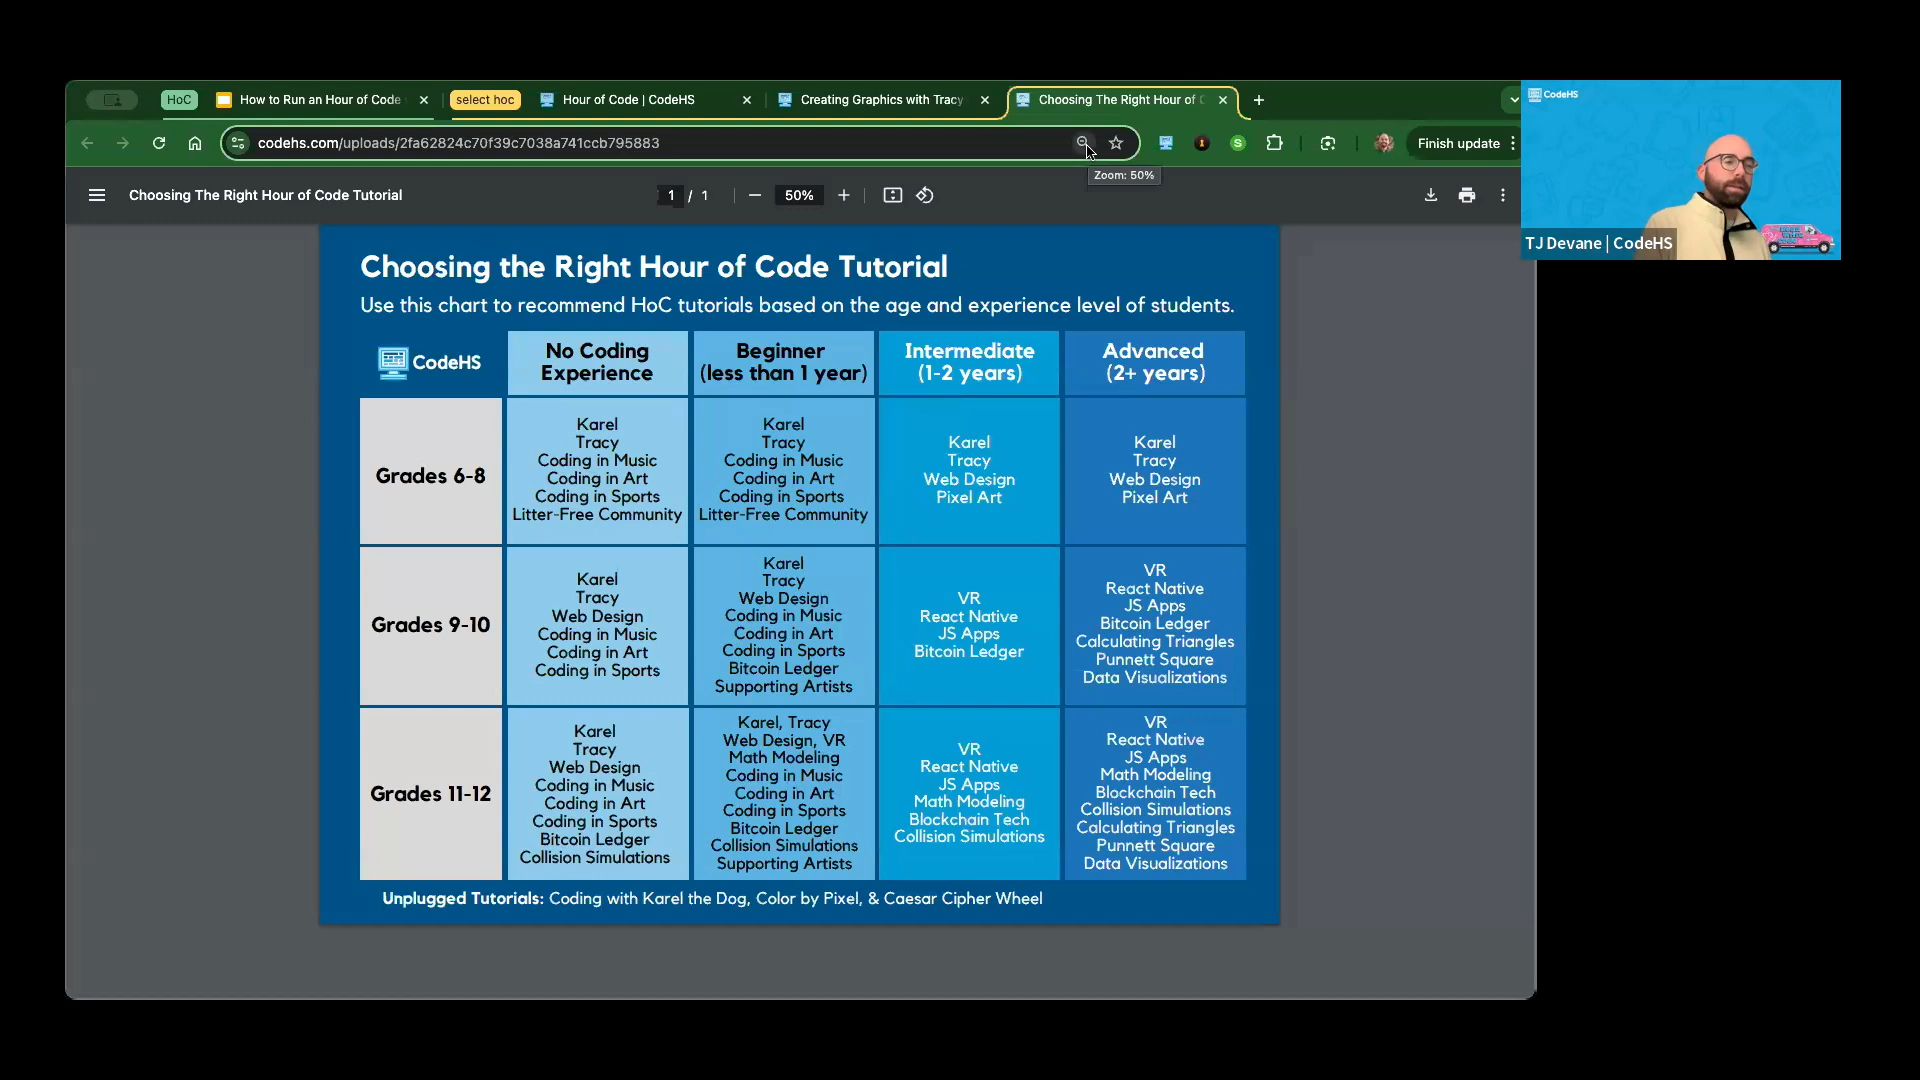 HoC
How to Run an Hour of Code
select hoc
Hour of Code | CodeHS
Creating Graphics with Tracy
Choosing The Right Hour of C
codehs.com/uploads/2fa62824c70f39c7038a741ccb795883
Finish update
Zoom: 50%
Choosing The Right Hour of Code Tutorial
1 / 1
50%
CodeHS
TJ Devane | CodeHS
Choosing the Right Hour of Code Tutorial
Use this chart to recommend HoC tutorials based on the age and experience level of students.
CodeHS
No Coding
Experience
Beginner
(less than 1 year)
Intermediate
(1-2 years)
Advanced
(2+ years)
Grades 6-8
Karel
Tracy
Coding in Music
Coding in Art
Coding in Sports
Litter-Free Community
Karel
Tracy
Coding in Music
Coding in Art
Coding in Sports
Litter-Free Community
Karel
Tracy
Web Design
Pixel Art
Karel
Tracy
Web Design
Pixel Art
Grades 9-10
Karel
Tracy
Web Design
Coding in Music
Coding in Art
Coding in Sports
Karel
Tracy
Web Design
Coding in Music
Coding in Art
Coding in Sports
Bitcoin Ledger
Supporting Artists
VR
React Native
JS Apps
Bitcoin Ledger
VR
React Native
JS Apps
Bitcoin Ledger
Calculating Triangles
Punnett Square
Data Visualizations
Grades 11-12
Karel
Tracy
Web Design
Coding in Music
Coding in Art
Coding in Sports
Bitcoin Ledger
Collision Simulations
Karel, Tracy
Web Design, VR
Math Modeling
Coding in Music
Coding in Art
Coding in Sports
Bitcoin Ledger
Collision Simulations
Supporting Artists
VR
React Native
JS Apps
Math Modeling
Blockchain Tech
Collision Simulations
VR
React Native
JS Apps
Math Modeling
Blockchain Tech
Collision Simulations
Calculating Triangles
Punnett Square
Data Visualizations
Unplugged Tutorials: Coding with Karel the Dog, Color by Pixel, & Caesar Cipher Wheel